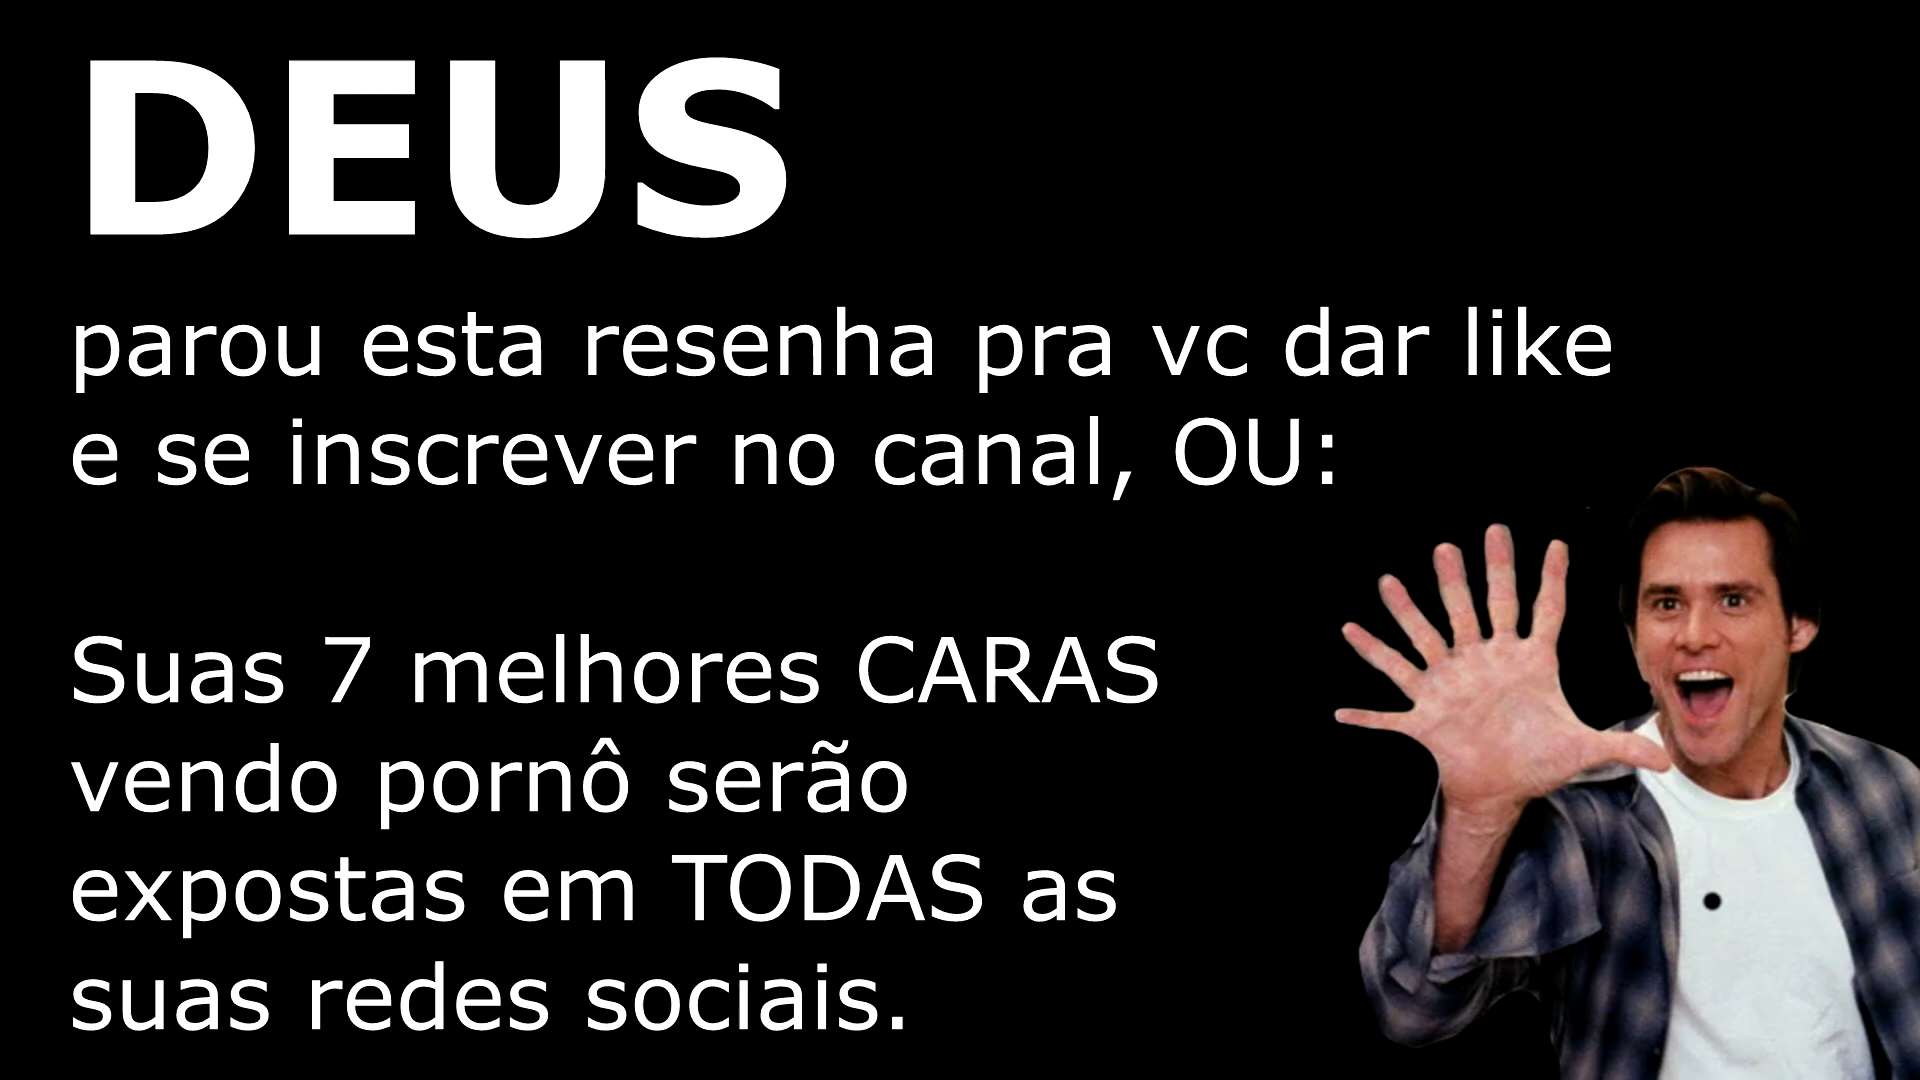 DEUS
parou esta resenha pra vc dar like
e se inscrever no canal, OU:
Suas 7 melhores CARAS
vendo pornô serão
expostas em TODAS as
suas redes sociais.